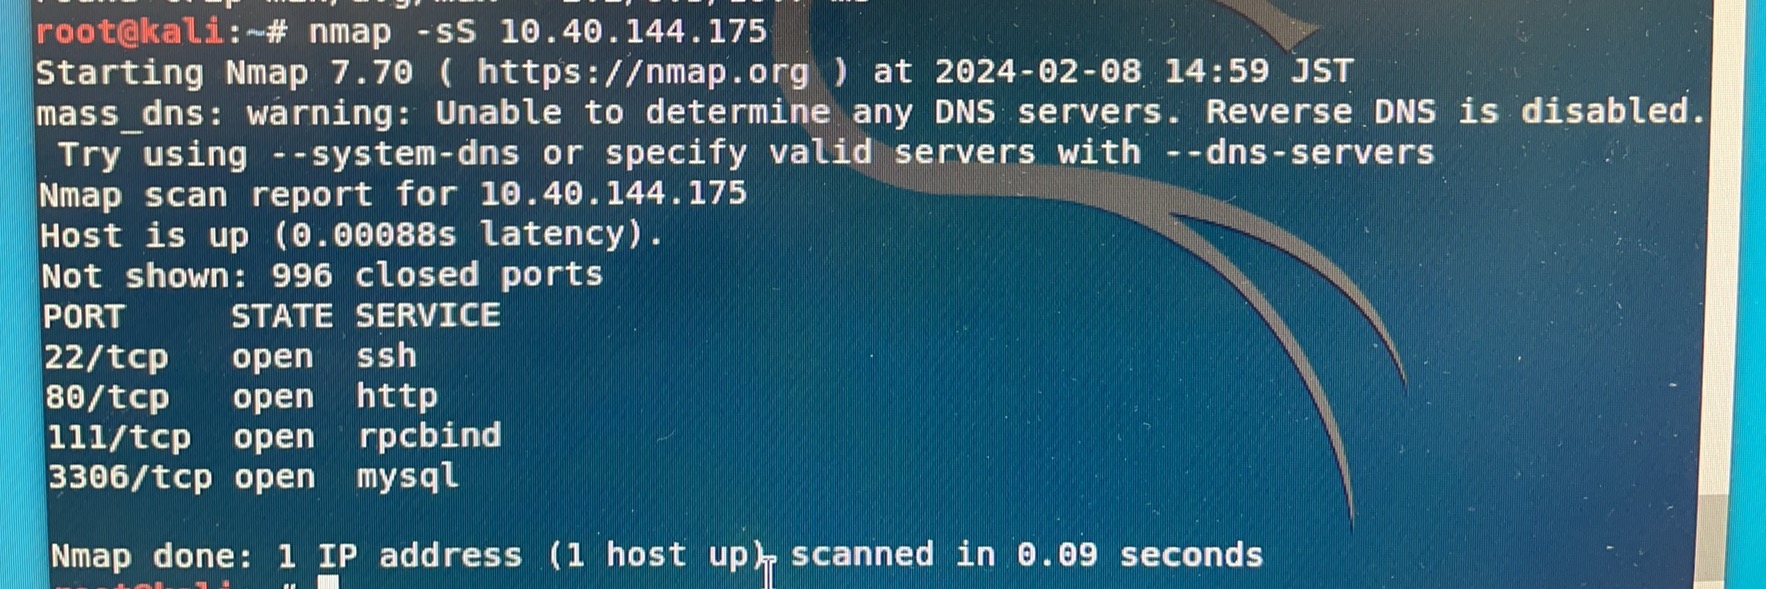 root@kali:~# nmap -sS 10.40.144.175
Starting Nmap 7.70 ( https://nmap.org ) at 2024-02-08 14:59 JST
mass_dns: warning: Unable to determine any DNS servers. Reverse DNS is disabled.
 Try using --system-dns or specify valid servers with --dns-servers
Nmap scan report for 10.40.144.175
Host is up (0.00088s latency).
Not shown: 996 closed ports
PORT     STATE SERVICE
22/tcp   open  ssh
80/tcp   open  http
111/tcp  open  rpcbind
3306/tcp open  mysql
Nmap done: 1 IP address (1 host up) scanned in 0.09 seconds